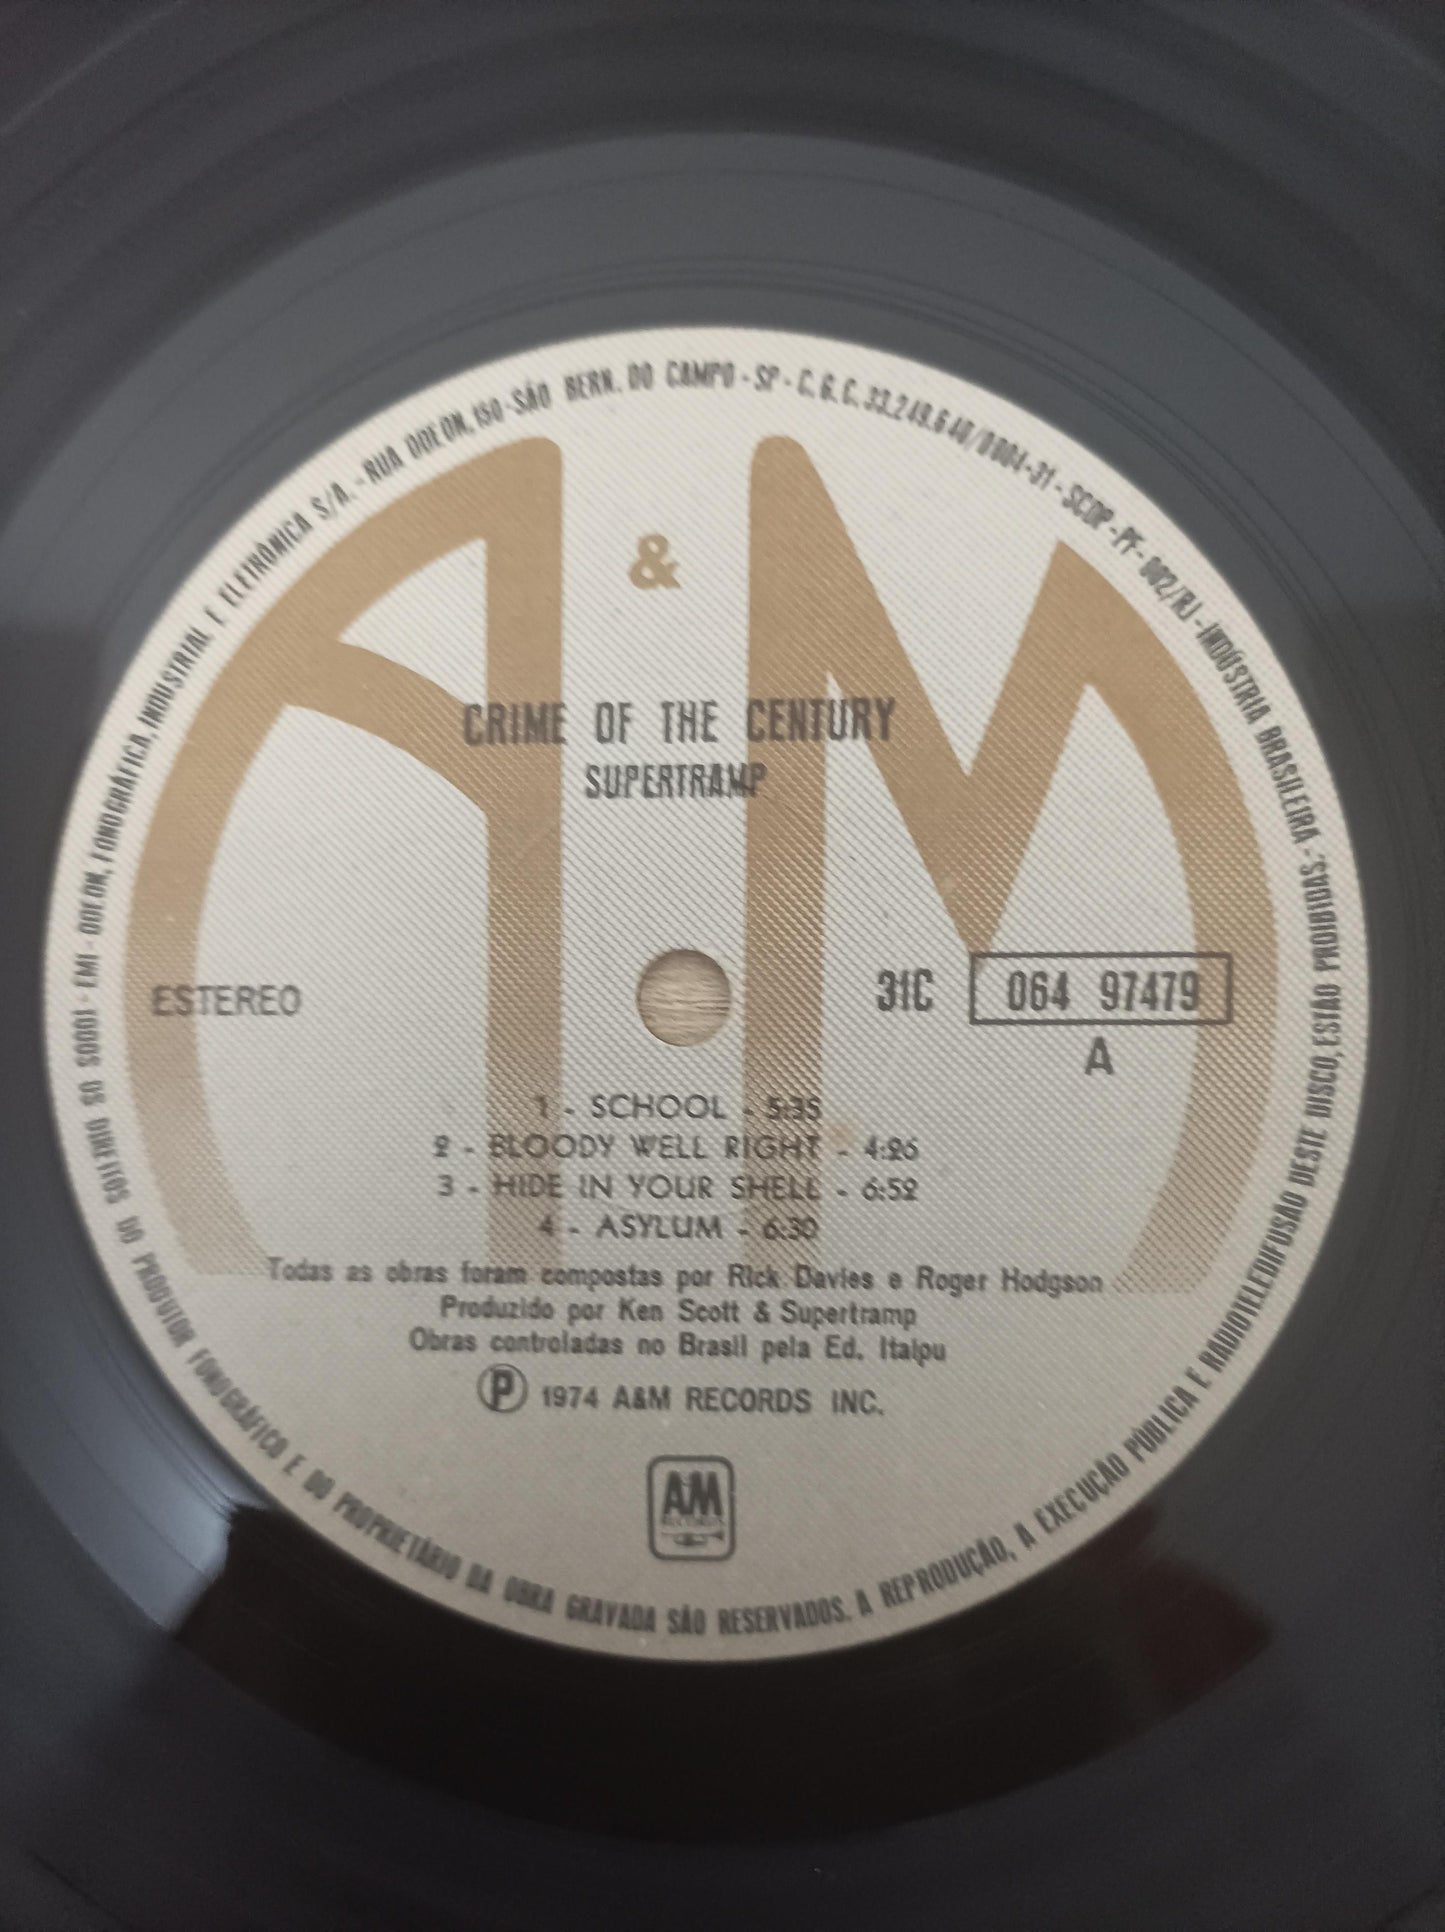 TODOS OS DIREITOS DO PRODUTOR FONOGRÁFICO E DO PROPRIETÁRIO DA OBRA GRAVADA SÃO RESERVADOS. A REPRODUÇÃO, A EXECUÇÃO PÚBLICA E RADIOTELEDIFUSÃO DESTE DISCO, ESTÃO PROIBIDAS.
EMI - ODEON, FONOGRÁFICA, INDUSTRIAL E ELETRÔNICA S/A. - RUA ODEON, 150 - SÃO BERN. DO CAMPO - SP - C. G. C. 33.249.640/0004-31 - SCDP - PF - 002/RJ - INDÚSTRIA BRASILEIRA -
A & M
CRIME OF THE CENTURY
SUPERTRAMP
ESTEREO
31C 064 97479
A
1 - SCHOOL - 5:35
2 - BLOODY WELL RIGHT - 4:26
3 - HIDE IN YOUR SHELL - 6:52
4 - ASYLUM - 6:30
Todas as obras foram compostas por Rick Davies e Roger Hodgson
Produzido por Ken Scott & Supertramp
Obras controladas no Brasil pela Ed. Itaipu
Ⓟ 1974 A&M RECORDS INC.
A&M
RECORDS